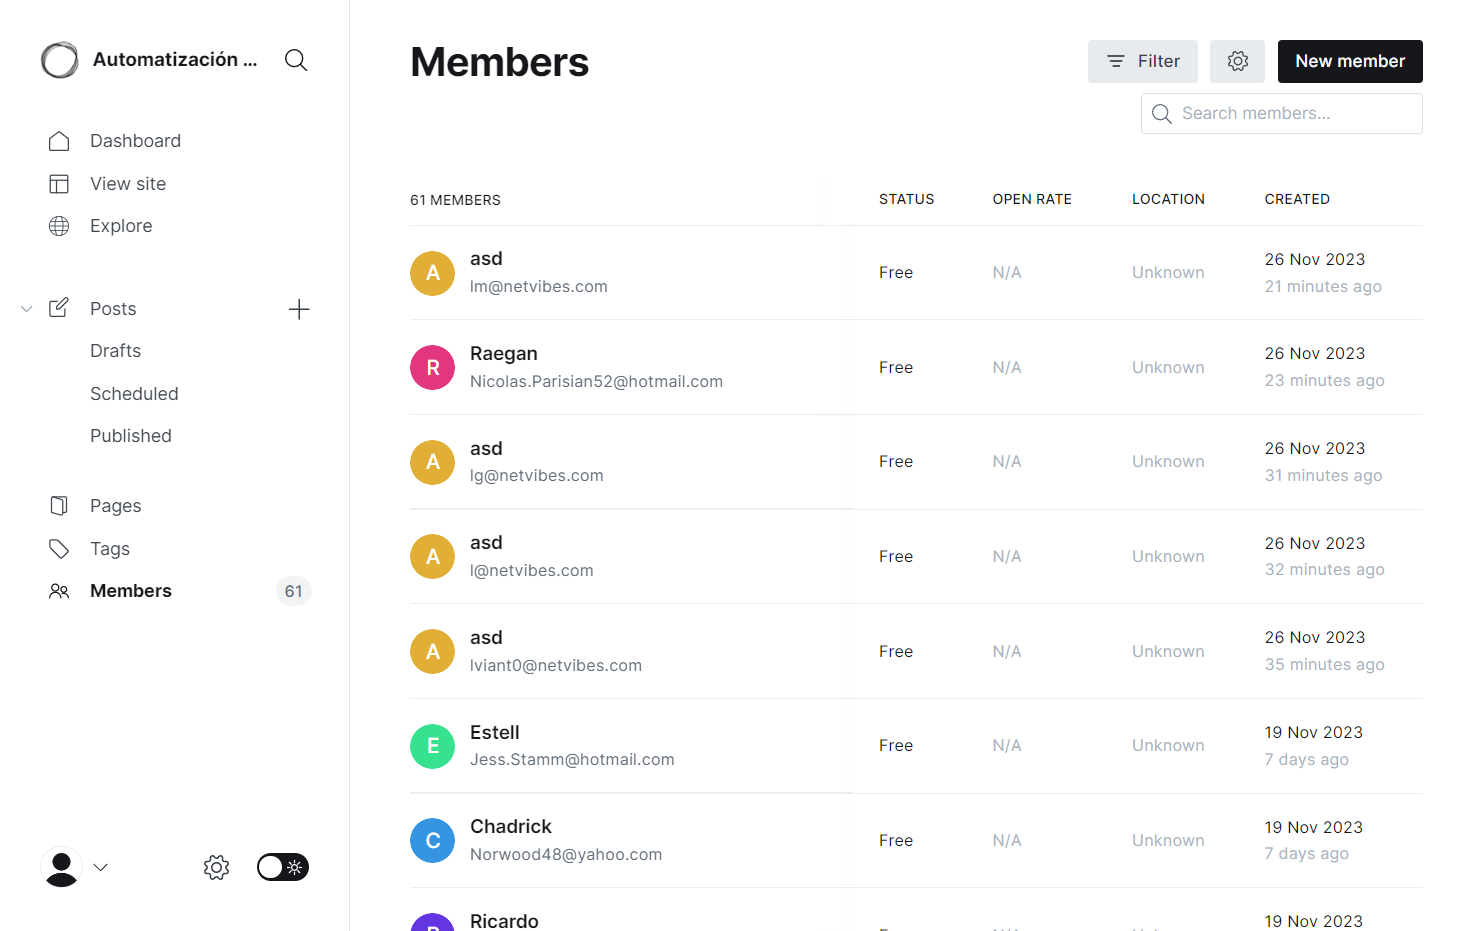 Automatización ...
Dashboard
View site
Explore
Posts
Drafts
Scheduled
Published
Pages
Tags
Members 61
Members
Filter
New member
Search members...
61 MEMBERS STATUS OPEN RATE LOCATION CREATED
A asd Free N/A Unknown 26 Nov 2023
lm@netvibes.com 21 minutes ago
R Raegan Free N/A Unknown 26 Nov 2023
Nicolas.Parisian52@hotmail.com 23 minutes ago
A asd Free N/A Unknown 26 Nov 2023
lg@netvibes.com 31 minutes ago
A asd Free N/A Unknown 26 Nov 2023
l@netvibes.com 32 minutes ago
A asd Free N/A Unknown 26 Nov 2023
lviant0@netvibes.com 35 minutes ago
E Estell Free N/A Unknown 19 Nov 2023
Jess.Stamm@hotmail.com 7 days ago
C Chadrick Free N/A Unknown 19 Nov 2023
Norwood48@yahoo.com 7 days ago
Ricardo 19 Nov 2023